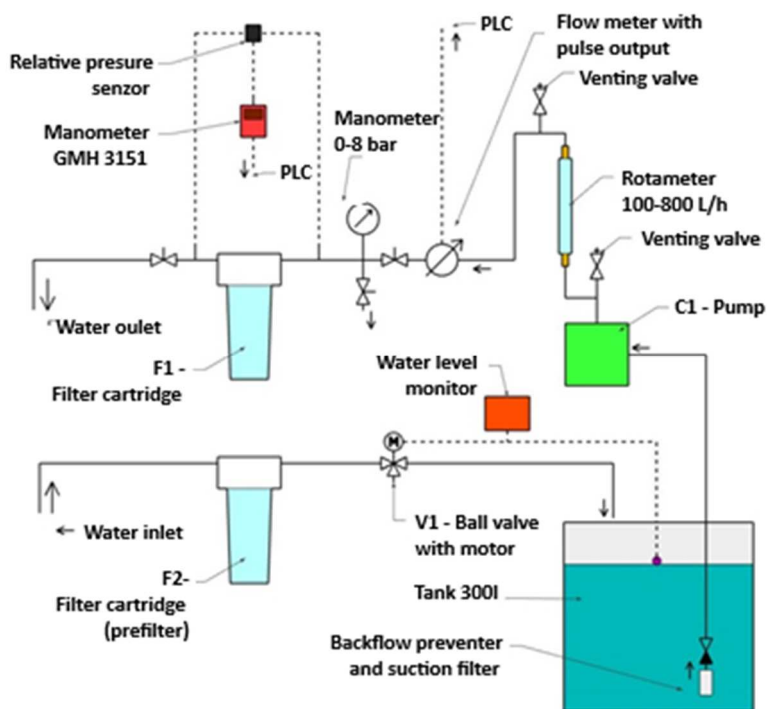 PLC
Flow meter with
pulse output
Relative presure
senzor
Venting valve
Manometer
0-8 bar
Manometer
GMH 3151
PLC
Rotameter
100-800 L/h
Venting valve
Water oulet
C1 - Pump
F1 -
Filter cartridge
Water level
monitor
M
Water inlet
V1 - Ball valve
with motor
F2-
Filter cartridge
(prefilter)
Tank 300l
Backflow preventer
and suction filter